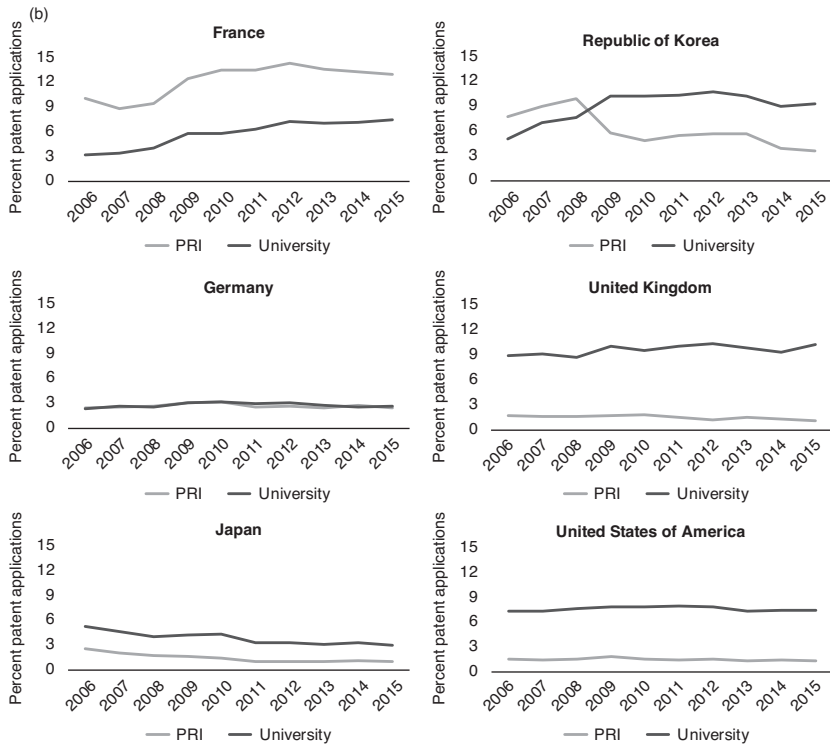 (b)
France
Percent patent applications
15
12
9
6
3
0
2006 2007 2008 2009 2010 2011 2012 2013 2014 2015
PRI University
Republic of Korea
Percent patent applications
15
12
9
6
3
0
2006 2007 2008 2009 2010 2011 2012 2013 2014 2015
PRI University
Germany
Percent patent applications
15
12
9
6
3
0
2006 2007 2008 2009 2010 2011 2012 2013 2014 2015
PRI University
United Kingdom
Percent patent applications
15
12
9
6
3
0
2006 2007 2008 2009 2010 2011 2012 2013 2014 2015
PRI University
Japan
Percent patent applications
15
12
9
6
3
0
2006 2007 2008 2009 2010 2011 2012 2013 2014 2015
PRI University
United States of America
Percent patent applications
15
12
9
6
3
0
2006 2007 2008 2009 2010 2011 2012 2013 2014 2015
PRI University